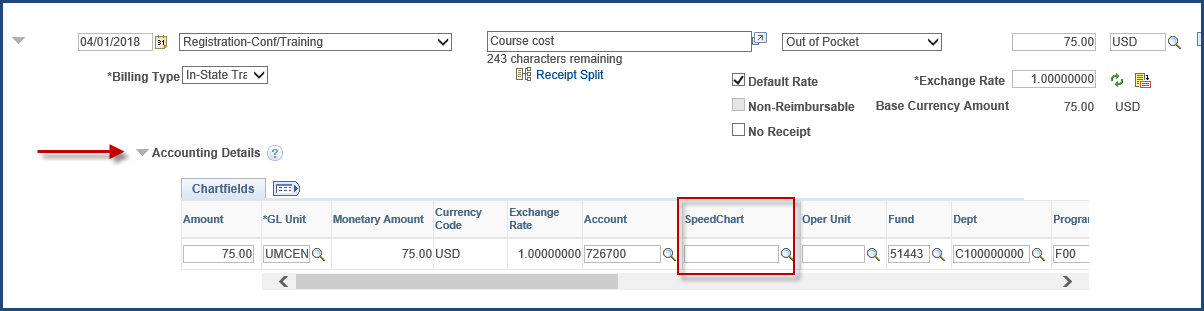 04/01/2018 Registration-Conf/Training Course cost Out of Pocket 75.00 USD
243 characters remaining
*Billing Type In-State Tra Receipt Split
Default Rate *Exchange Rate 1.00000000
Non-Reimbursable Base Currency Amount 75.00 USD
No Receipt
Accounting Details ?
Chartfields
Amount *GL Unit Monetary Amount Currency Code Exchange Rate Account SpeedChart Oper Unit Fund Dept Progran
75.00 UMCEN 75.00 USD 1.00000000 726700 51443 C100000000 F00